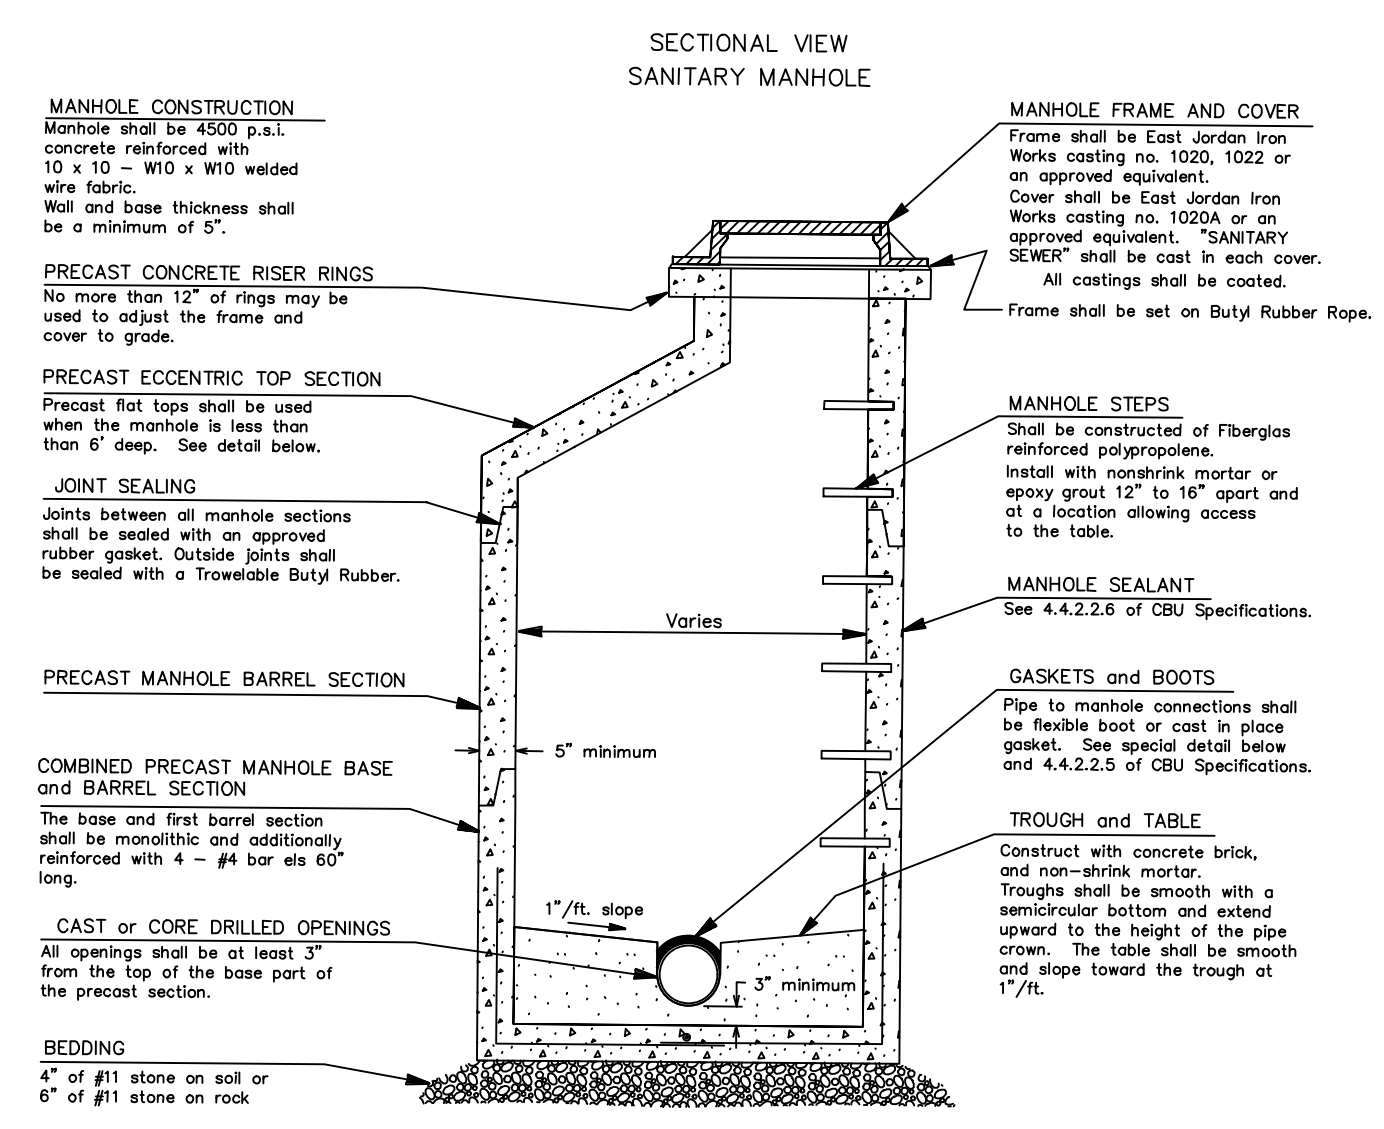 SECTIONAL VIEW
SANITARY MANHOLE
MANHOLE CONSTRUCTION
Manhole shall be 4500 p.s.i.
concrete reinforced with
10 x 10 – W10 x W10 welded
wire fabric.
Wall and base thickness shall
be a minimum of 5".
PRECAST CONCRETE RISER RINGS
No more than 12" of rings may be
used to adjust the frame and
cover to grade.
PRECAST ECCENTRIC TOP SECTION
Precast flat tops shall be used
when the manhole is less than
than 6' deep. See detail below.
JOINT SEALING
Joints between all manhole sections
shall be sealed with an approved
rubber gasket. Outside joints shall
be sealed with a Trowelable Butyl Rubber.
PRECAST MANHOLE BARREL SECTION
COMBINED PRECAST MANHOLE BASE
and BARREL SECTION
The base and first barrel section
shall be monolithic and additionally
reinforced with 4 – #4 bar els 60"
long.
CAST or CORE DRILLED OPENINGS
All openings shall be at least 3"
from the top of the base part of
the precast section.
BEDDING
4" of #11 stone on soil or
6" of #11 stone on rock
Varies
5" minimum
1"/ft. slope
3" minimum
MANHOLE FRAME AND COVER
Frame shall be East Jordan Iron
Works casting no. 1020, 1022 or
an approved equivalent.
Cover shall be East Jordan Iron
Works casting no. 1020A or an
approved equivalent. "SANITARY
SEWER" shall be cast in each cover.
All castings shall be coated.
Frame shall be set on Butyl Rubber Rope.
MANHOLE STEPS
Shall be constructed of Fiberglas
reinforced polypropolene.
Install with nonshrink mortar or
epoxy grout 12" to 16" apart and
at a location allowing access
to the table.
MANHOLE SEALANT
See 4.4.2.2.6 of CBU Specifications.
GASKETS and BOOTS
Pipe to manhole connections shall
be flexible boot or cast in place
gasket. See special detail below
and 4.4.2.2.5 of CBU Specifications.
TROUGH and TABLE
Construct with concrete brick,
and non–shrink mortar.
Troughs shall be smooth with a
semicircular bottom and extend
upward to the height of the pipe
crown. The table shall be smooth
and slope toward the trough at
1"/ft.